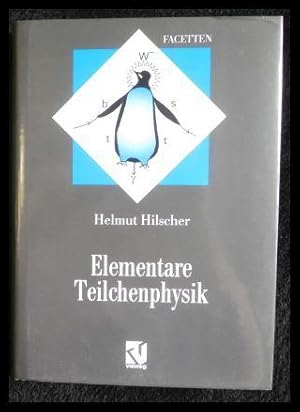 FACETTEN
W
b s
t t
Helmut Hilscher
Elementare
Teilchenphysik
vieweg